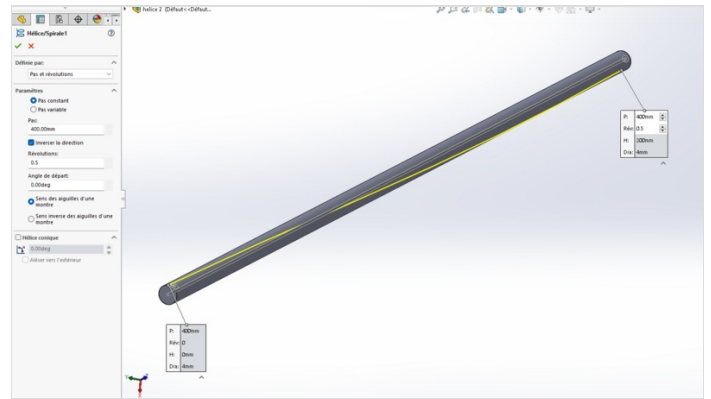 helice 2 (Défaut<<Défaut...
Hélice/Spirale1
Définie par:
Pas et révolutions
Paramètres
Pas constant
Pas variable
Pas:
400.00mm
Inverser la direction
Révolutions:
0.5
Angle de départ:
0.00deg
Sens des aiguilles d'une
montre
Sens inverse des aiguilles d'une
montre
Hélice conique
0.00deg
Attirer vers l'extérieur
P: 400mm
Rév: 0.5
H: 200mm
Dia: 4mm
P: 400mm
Rév: 0
H: 0mm
Dia: 4mm